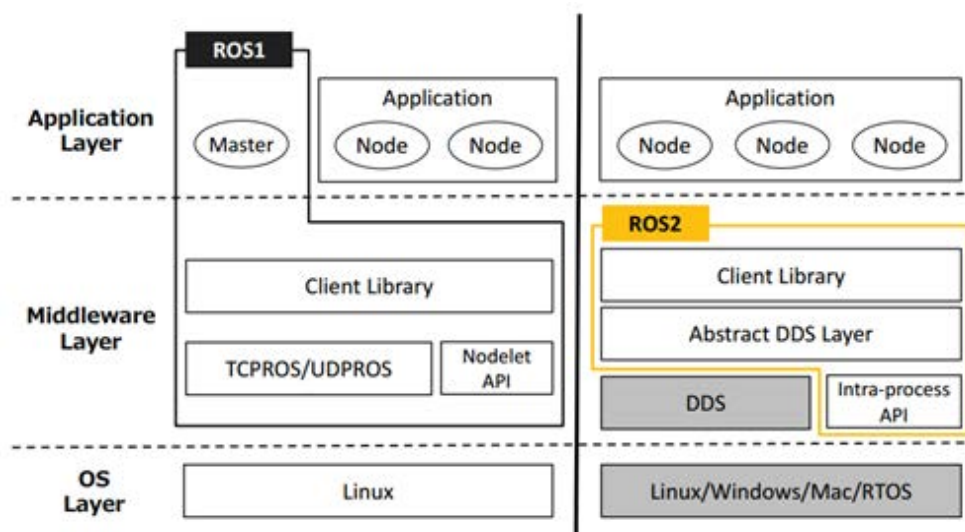 ROS1
Application
Layer
Master
Application
Node
Node
Application
Node
Node
Node
Middleware
Layer
Client Library
TCPROS/UDPROS
Nodelet
API
ROS2
Client Library
Abstract DDS Layer
DDS
Intra-process
API
OS
Layer
Linux
Linux/Windows/Mac/RTOS